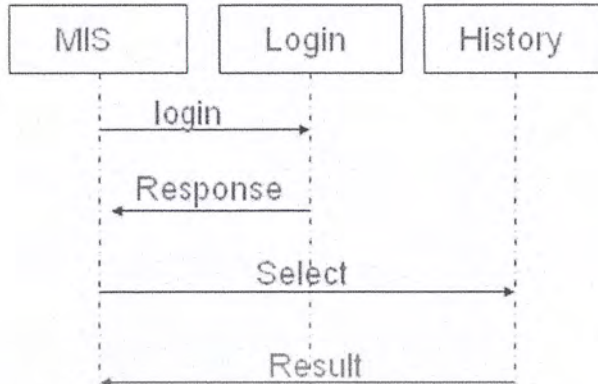 MIS Login History
login
Response
Select
Result